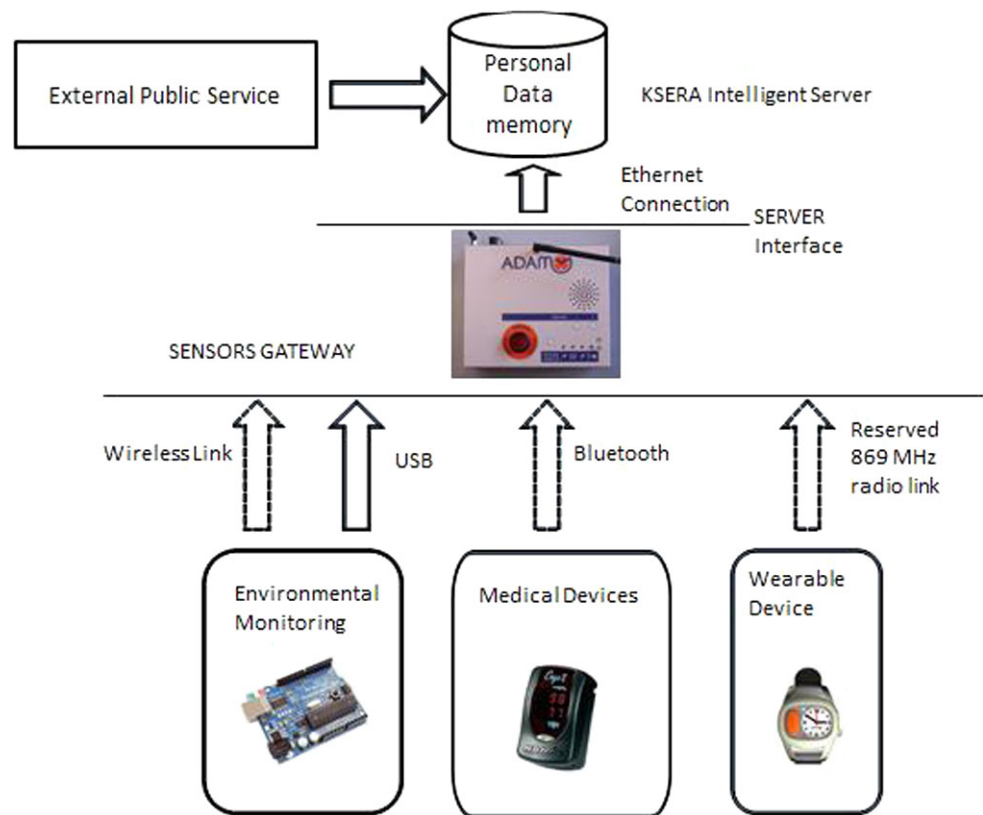 External Public Service
Personal
Data
memory
KSERA Intelligent Server
Ethernet
Connection
SERVER
Interface
ADAM
SENSORS GATEWAY
Wireless Link
USB
Bluetooth
Reserved
869 MHz
radio link
Environmental
Monitoring
Medical Devices
Wearable
Device